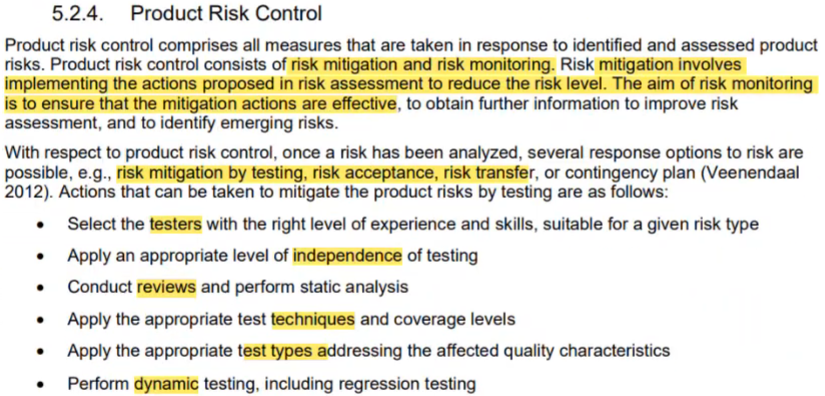 5.2.4. Product Risk Control
Product risk control comprises all measures that are taken in response to identified and assessed product
risks. Product risk control consists of risk mitigation and risk monitoring. Risk mitigation involves
implementing the actions proposed in risk assessment to reduce the risk level. The aim of risk monitoring
is to ensure that the mitigation actions are effective, to obtain further information to improve risk
assessment, and to identify emerging risks.
With respect to product risk control, once a risk has been analyzed, several response options to risk are
possible, e.g., risk mitigation by testing, risk acceptance, risk transfer, or contingency plan (Veenendaal
2012). Actions that can be taken to mitigate the product risks by testing are as follows:
• Select the testers with the right level of experience and skills, suitable for a given risk type
• Apply an appropriate level of independence of testing
• Conduct reviews and perform static analysis
• Apply the appropriate test techniques and coverage levels
• Apply the appropriate test types addressing the affected quality characteristics
• Perform dynamic testing, including regression testing